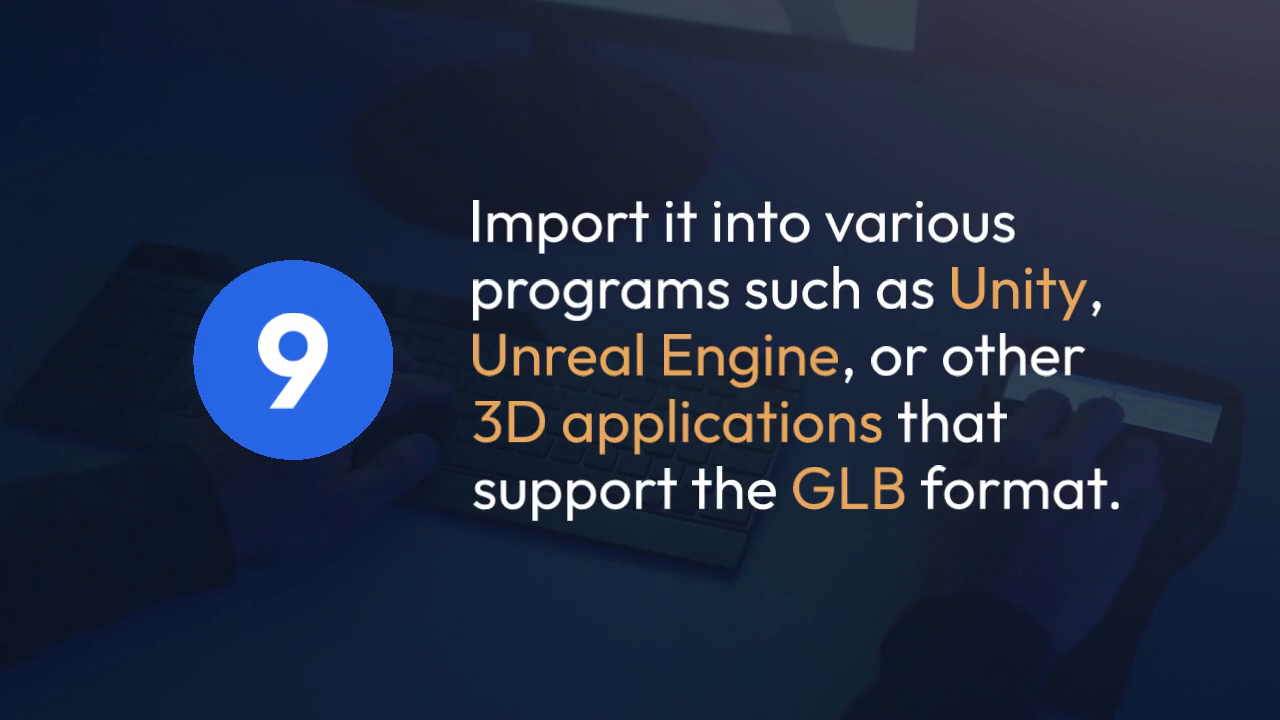 9
Import it into various
programs such as Unity,
Unreal Engine, or other
3D applications that
support the GLB format.